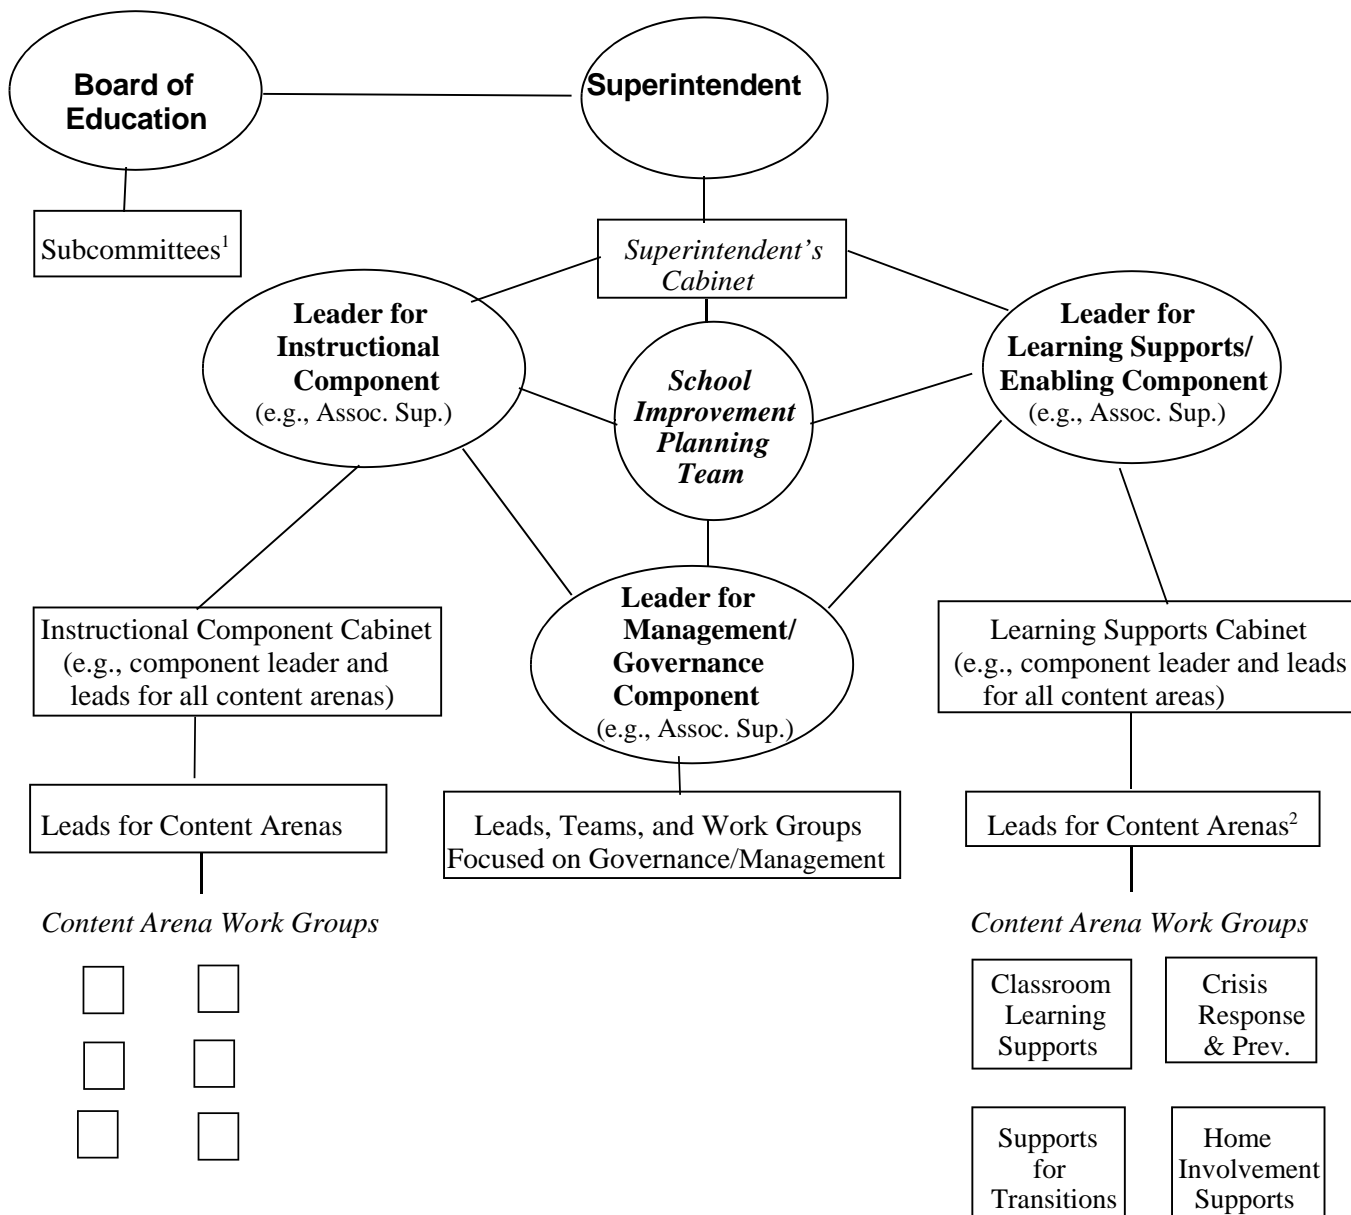 Board of
Education
Superintendent
Subcommittees1
Superintendent's
Cabinet
Leader for
Instructional
Component
(e.g., Assoc. Sup.)
School
Improvement
Planning
Team
Leader for
Learning Supports/
Enabling Component
(e.g., Assoc. Sup.)
Leader for
Management/
Governance
Component
(e.g., Assoc. Sup.)
Instructional Component Cabinet
(e.g., component leader and
leads for all content arenas)
Learning Supports Cabinet
(e.g., component leader and leads
for all content areas)
Leads for Content Arenas
Leads, Teams, and Work Groups
Focused on Governance/Management
Leads for Content Arenas2
Content Arena Work Groups
Content Arena Work Groups
Classroom
Learning
Supports
Crisis
Response
& Prev.
Supports
for
Transitions
Home
Involvement
Supports